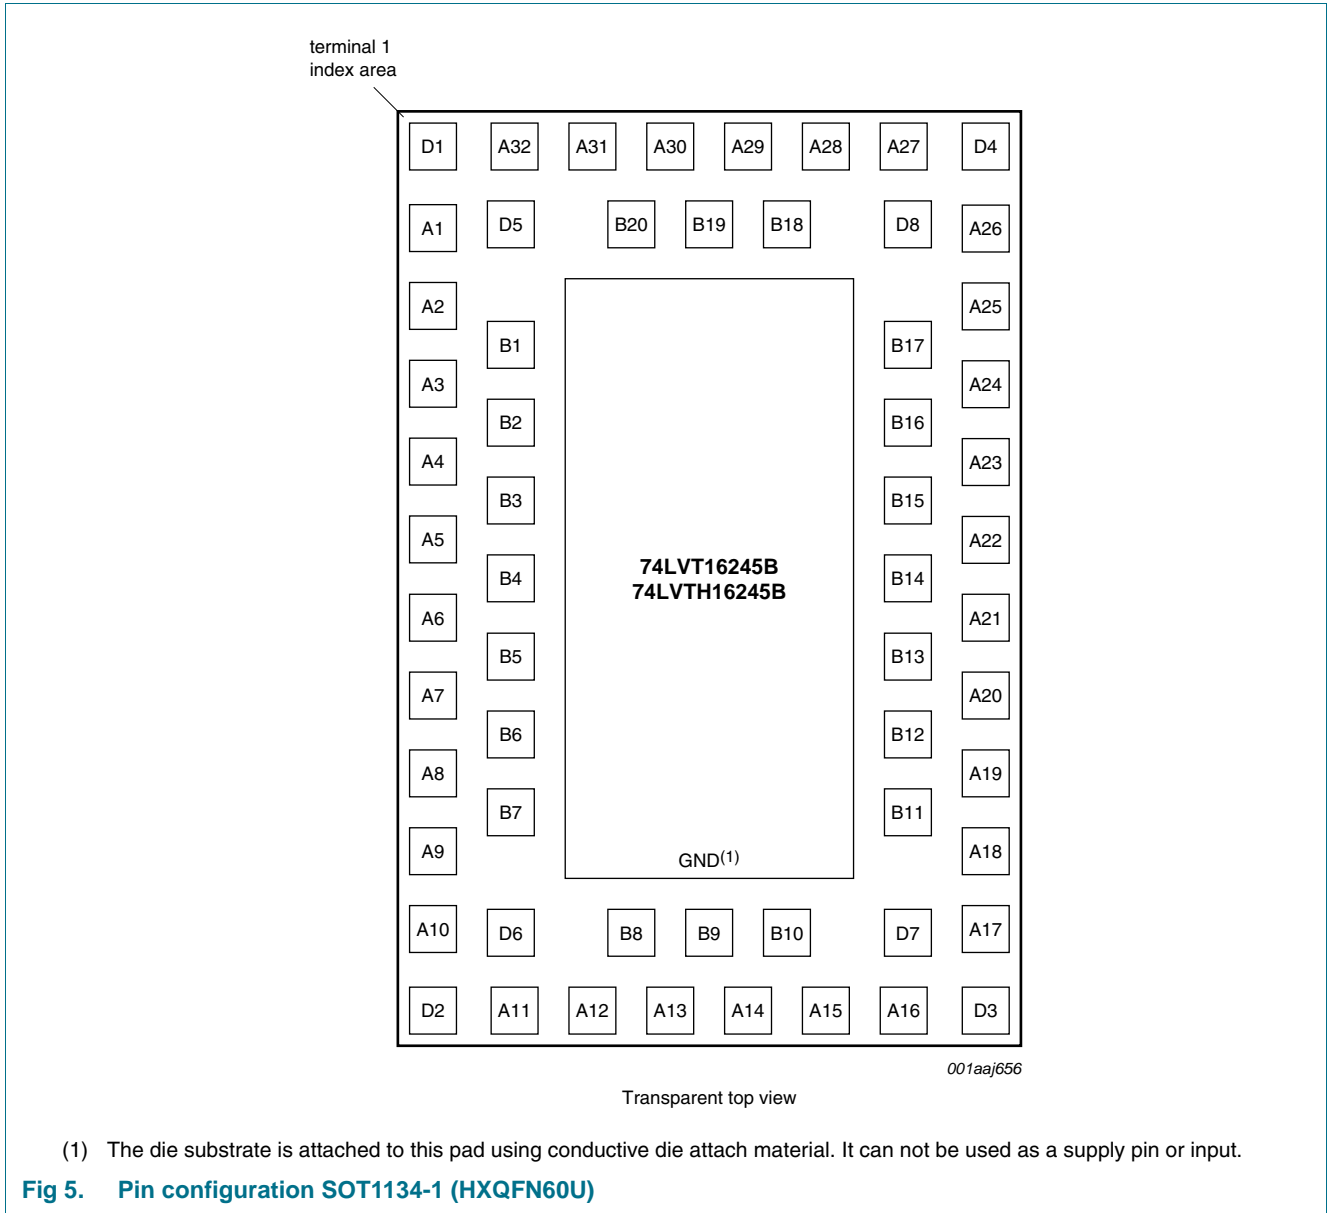 terminal 1
index area
D1 A32 A31 A30 A29 A28 A27 D4
A1 D5 B20 B19 B18 D8 A26
A2 A25
B1 B17
A3 A24
B2 B16
A4 A23
B3 B15
A5 A22
74LVT16245B
B4 B14
74LVTH16245B
A6 A21
B5 B13
A7 A20
B6 B12
A8 A19
B7 B11
A9 GND(1) A18
A10 D6 B8 B9 B10 D7 A17
D2 A11 A12 A13 A14 A15 A16 D3
001aaj656
Transparent top view
(1) The die substrate is attached to this pad using conductive die attach material. It can not be used as a supply pin or input.
Fig 5. Pin configuration SOT1134-1 (HXQFN60U)